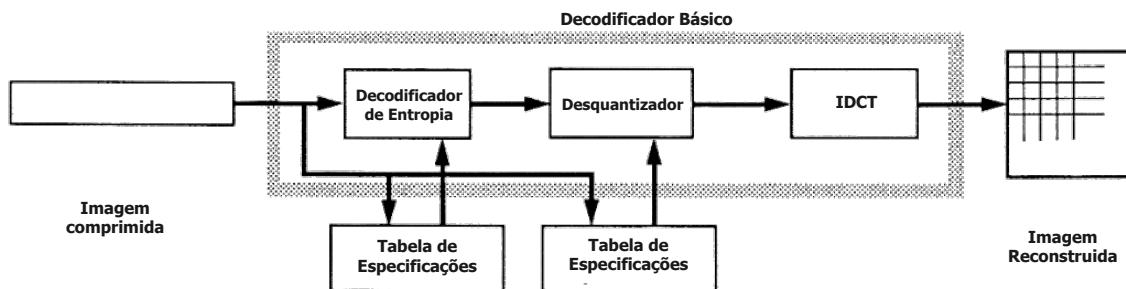 Decodificador Básico
Decodificador
de Entropia
Desquantizador
IDCT
Imagem
comprimida
Tabela de
Especificações
Tabela de
Especificações
Imagem
Reconstruida